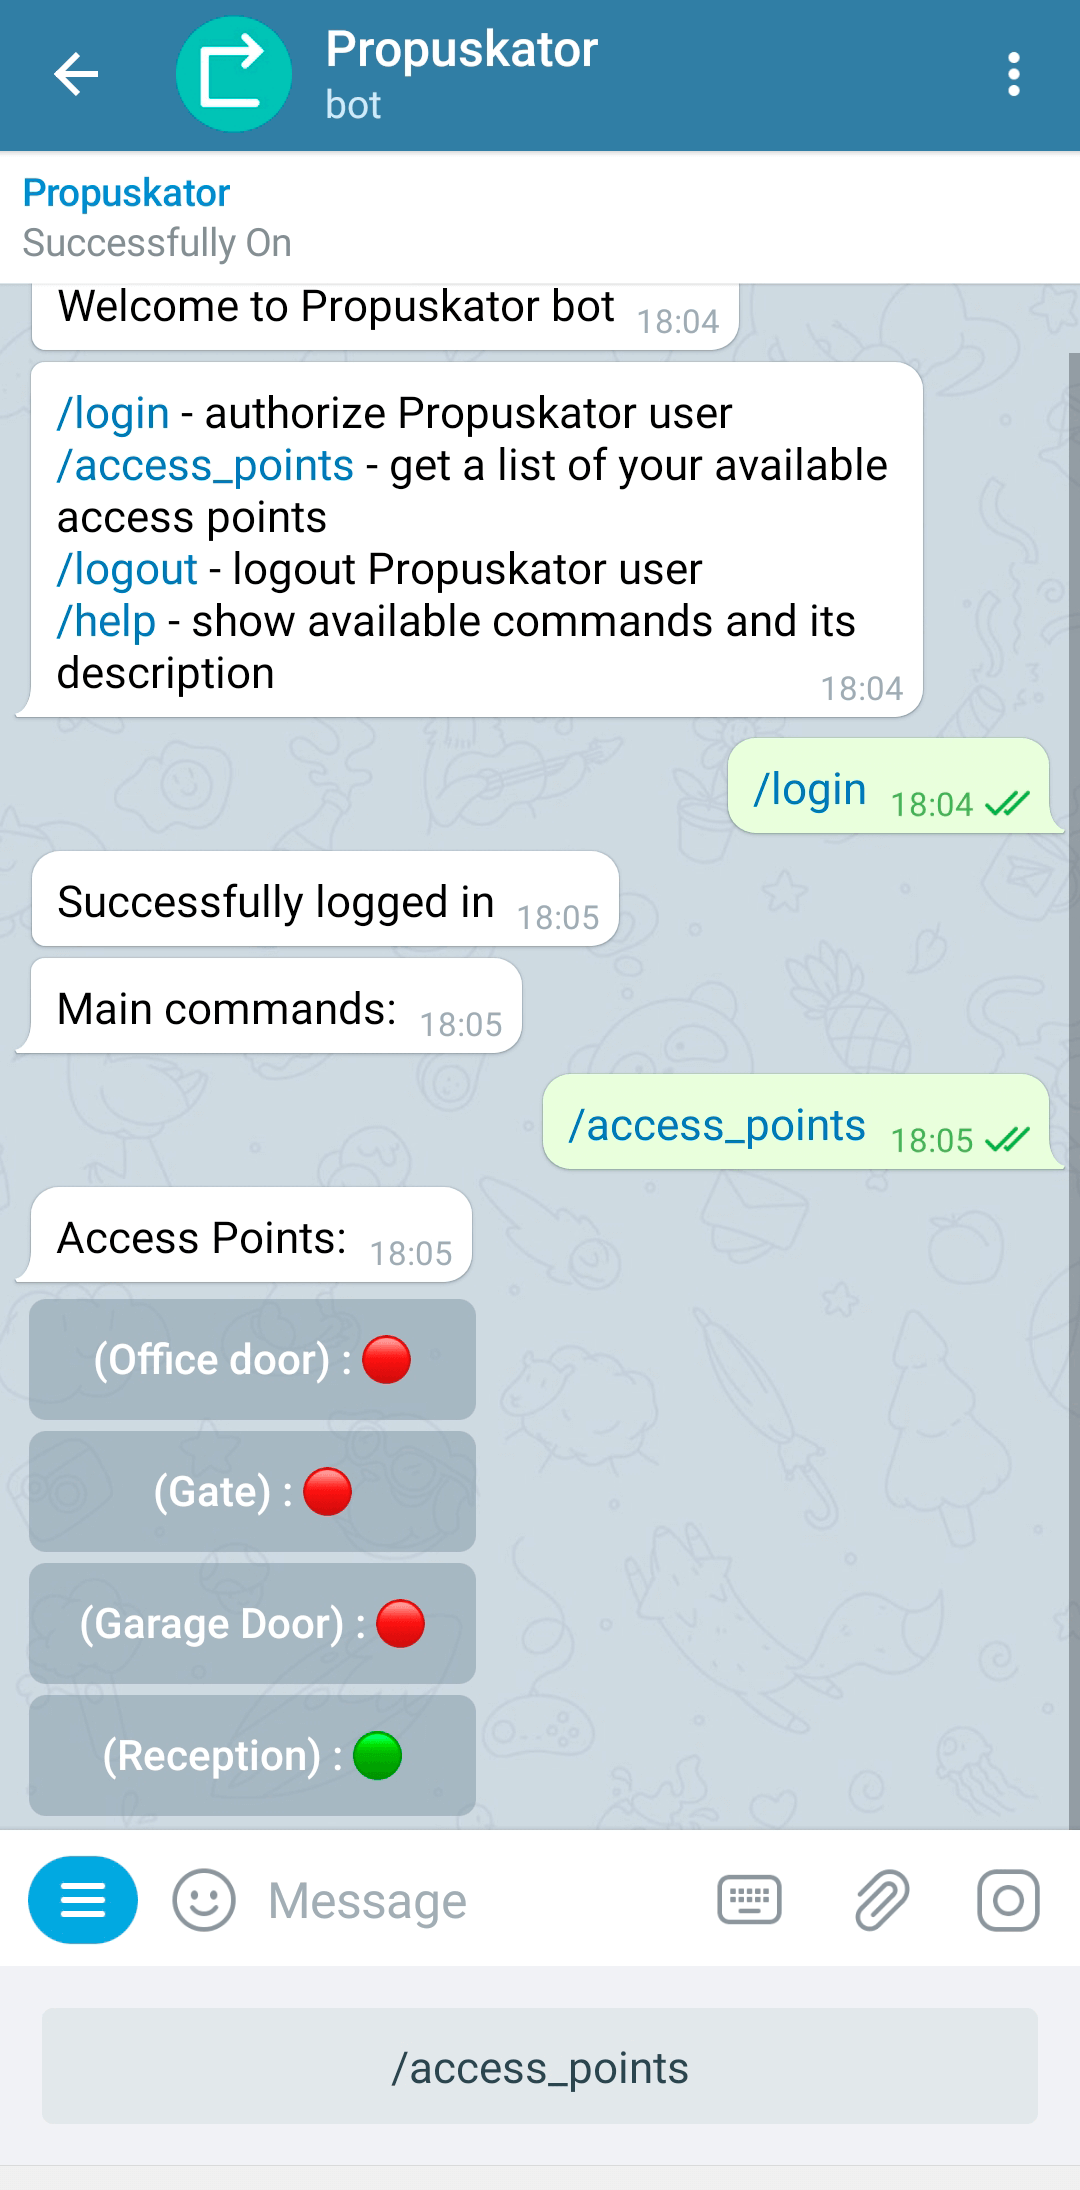 Propuskator
bot
Propuskator
Successfully On
Welcome to Propuskator bot 18:04
/login - authorize Propuskator user
/access_points - get a list of your available
access points
/logout - logout Propuskator user
/help - show available commands and its
description 18:04
/login 18:04
Successfully logged in 18:05
Main commands: 18:05
/access_points 18:05
Access Points: 18:05
(Office door) : 🔴
(Gate) : 🔴
(Garage Door) : 🔴
(Reception) : 🟢
Message
/access_points